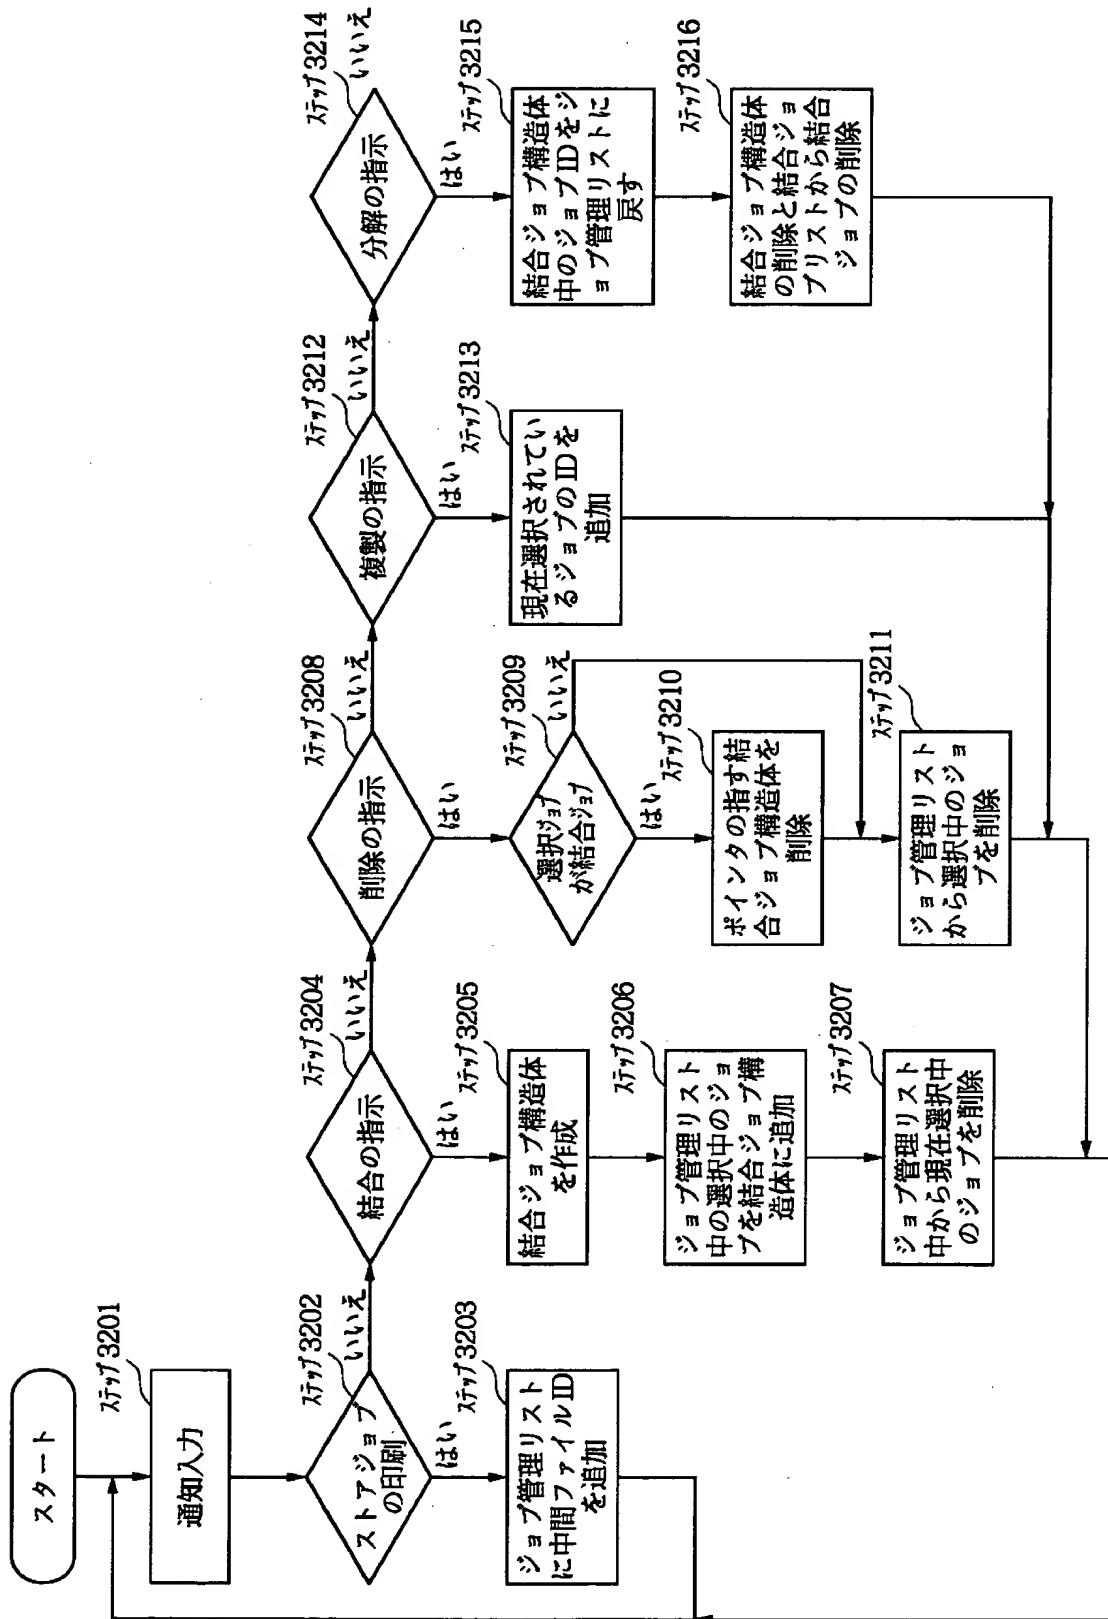 スタート
ステップ3201
通知入力
ステップ3202
ストアジョブ
の印刷
いいえ
はい
ステップ3203
ジョブ管理リスト
に中間ファイルID
を追加
ステップ3204
結合の指示
いいえ
はい
ステップ3205
結合ジョブ構造体
を作成
ステップ3206
ジョブ管理リスト
中の選択中のジョ
ブを結合ジョブ構
造体に追加
ステップ3207
ジョブ管理リスト
中から現在選択中
のジョブを削除
ステップ3208
削除の指示
いいえ
はい
ステップ3209
選択ジョブ
が結合ジョブ
いいえ
はい
ステップ3210
ポインタの指す結
合ジョブ構造体を
削除
ステップ3211
ジョブ管理リスト
から選択中のジョ
ブを削除
ステップ3212
複製の指示
いいえ
はい
ステップ3213
現在選択されてい
るジョブのIDを
追加
ステップ3214
分解の指示
いいえ
はい
ステップ3215
結合ジョブ構造体
中のジョブIDをジ
ョブ管理リストに
戻す
ステップ3216
結合ジョブ構造体
の削除と結合ジョ
ブリストから結合
ジョブの削除